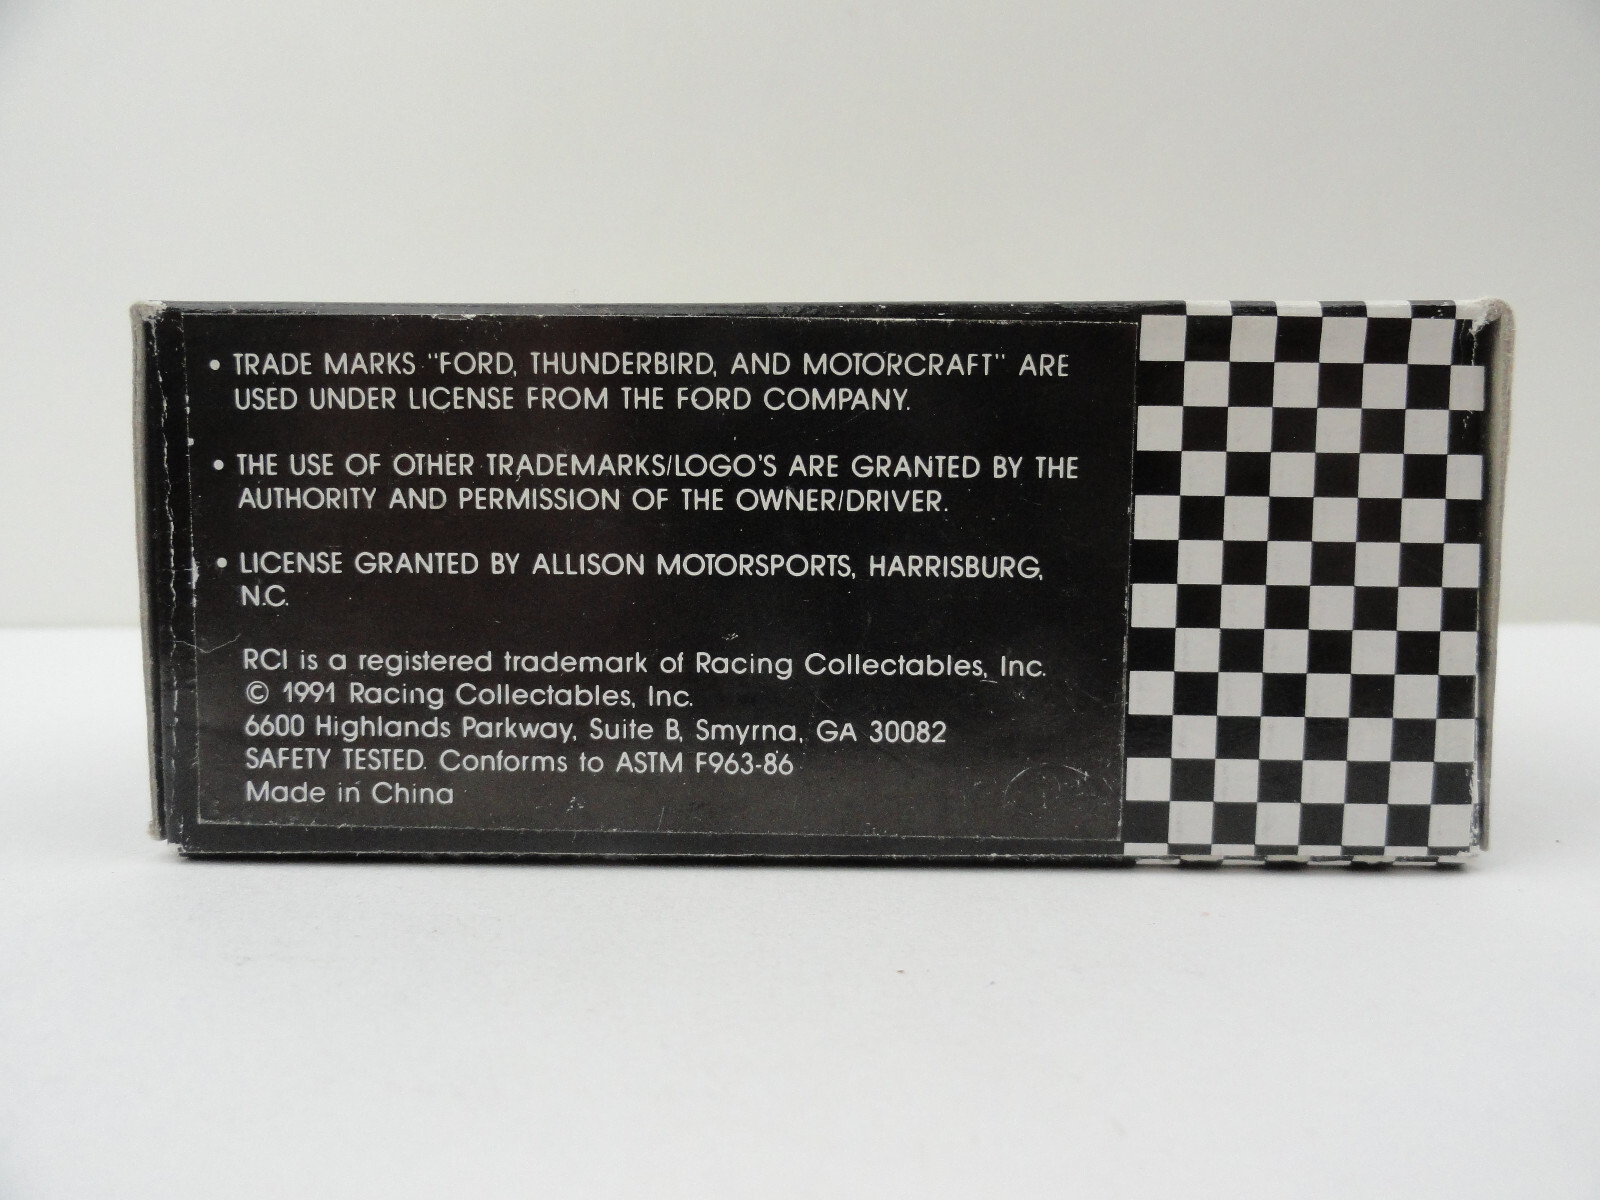 • TRADE MARKS "FORD, THUNDERBIRD, AND MOTORCRAFT" ARE
USED UNDER LICENSE FROM THE FORD COMPANY.
• THE USE OF OTHER TRADEMARKS/LOGO'S ARE GRANTED BY THE
AUTHORITY AND PERMISSION OF THE OWNER/DRIVER.
• LICENSE GRANTED BY ALLISON MOTORSPORTS, HARRISBURG,
N.C.
RCI is a registered trademark of Racing Collectables, Inc.
© 1991 Racing Collectables, Inc.
6600 Highlands Parkway, Suite B, Smyrna, GA 30082
SAFETY TESTED. Conforms to ASTM F963-86
Made in China